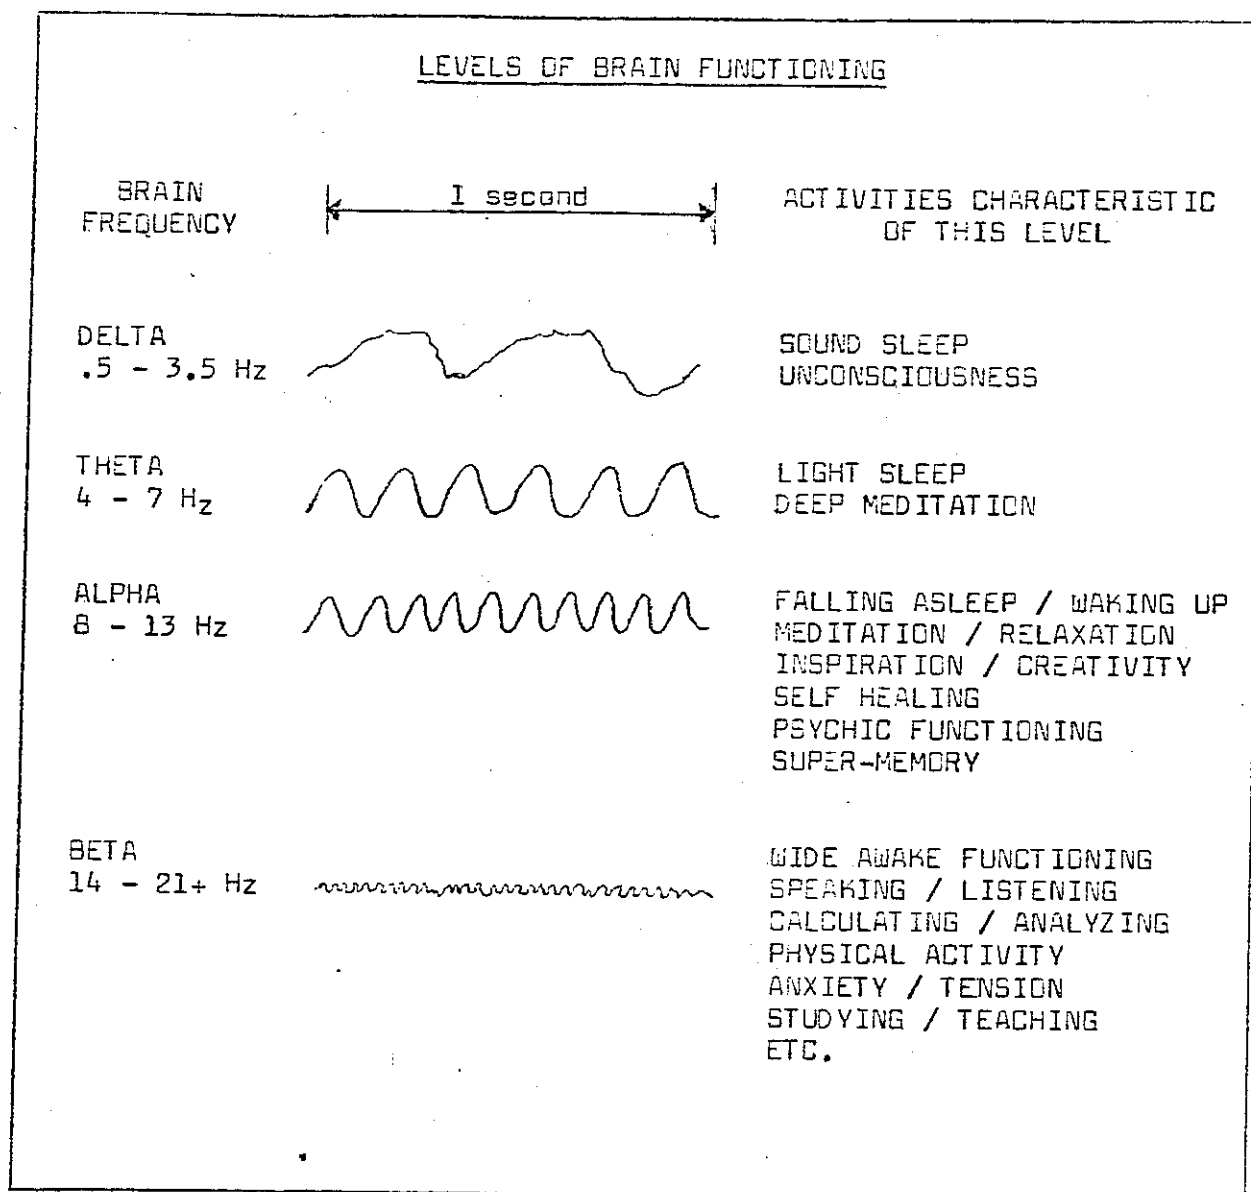 LEVELS OF BRAIN FUNCTIONING
BRAIN
FREQUENCY
1 second
ACTIVITIES CHARACTERISTIC
OF THIS LEVEL
DELTA
.5 - 3.5 Hz
SOUND SLEEP
UNCONSCIOUSNESS
THETA
4 - 7 Hz
LIGHT SLEEP
DEEP MEDITATION
ALPHA
8 - 13 Hz
FALLING ASLEEP / WAKING UP
MEDITATION / RELAXATION
INSPIRATION / CREATIVITY
SELF HEALING
PSYCHIC FUNCTIONING
SUPER-MEMORY
BETA
14 - 21+ Hz
WIDE AWAKE FUNCTIONING
SPEAKING / LISTENING
CALCULATING / ANALYZING
PHYSICAL ACTIVITY
ANXIETY / TENSION
STUDYING / TEACHING
ETC.